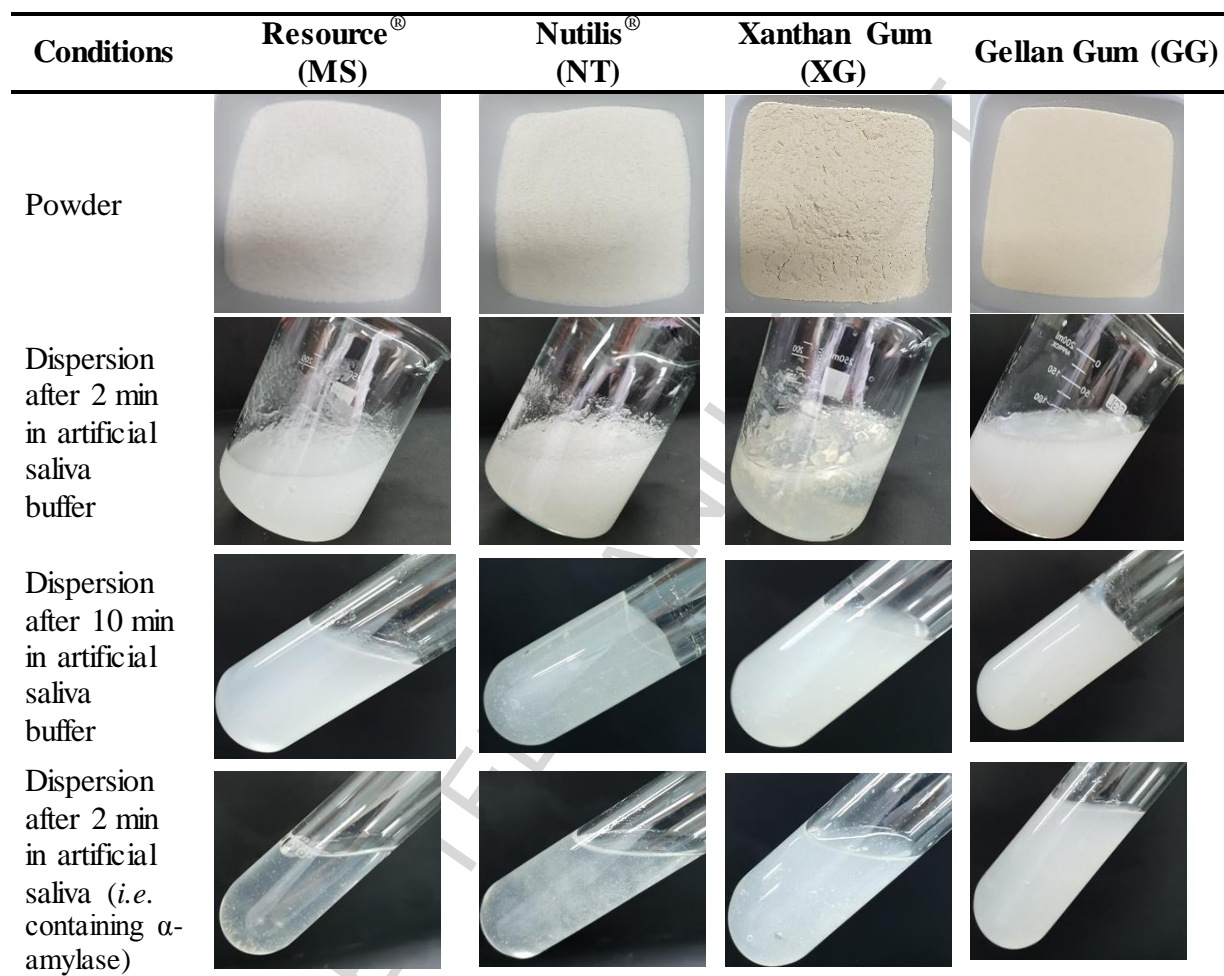 Conditions
Resource®
(MS)
Nutilis®
(NT)
Xanthan Gum
(XG)
Gellan Gum (GG)
Powder
Dispersion
after 2 min
in artificial
saliva
buffer
Dispersion
after 10 min
in artificial
saliva
buffer
Dispersion
after 2 min
in artificial
saliva (i.e.
containing α-
amylase)